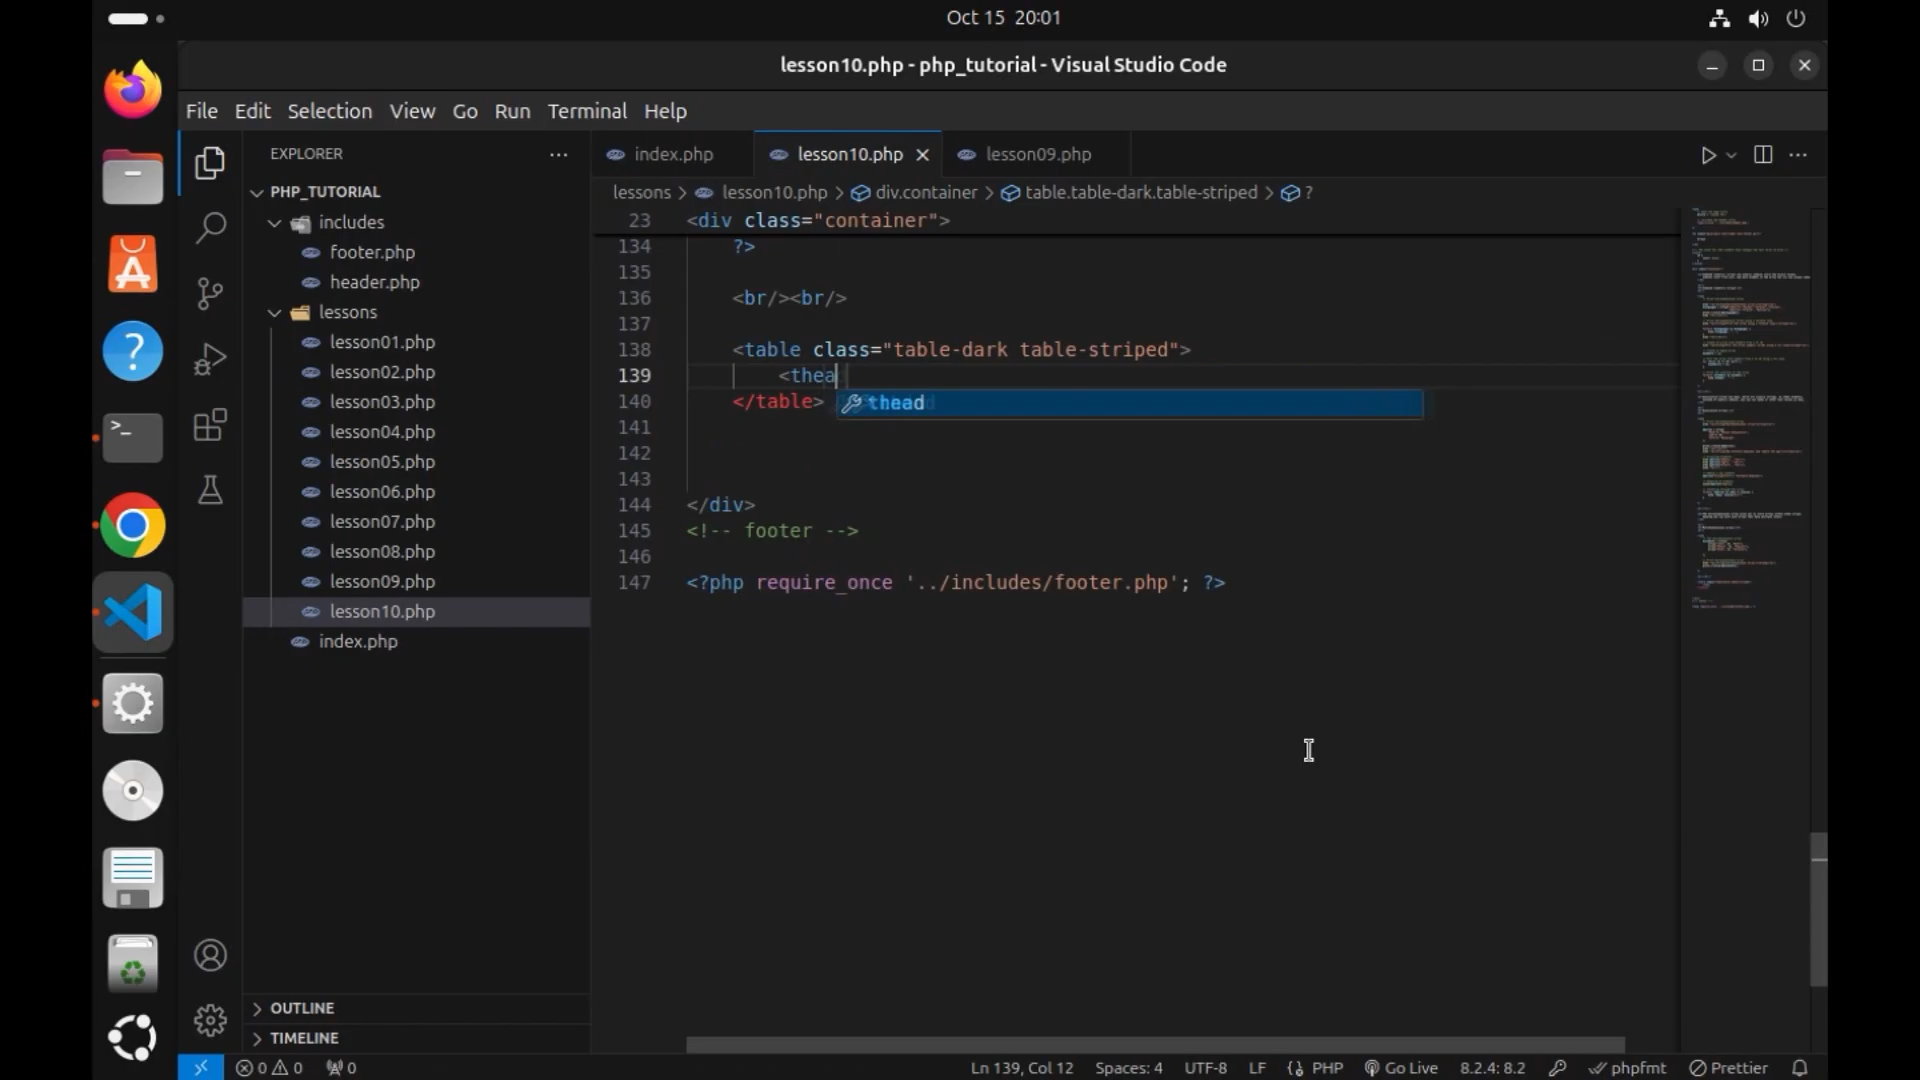 Oct 15 20:01
lesson10.php - php_tutorial - Visual Studio Code
File Edit Selection View Go Run Terminal Help
EXPLORER
PHP_TUTORIAL
includes
footer.php
header.php
lessons
lesson01.php
lesson02.php
lesson03.php
lesson04.php
lesson05.php
lesson06.php
lesson07.php
lesson08.php
lesson09.php
lesson10.php
index.php
OUTLINE
TIMELINE
index.php lesson10.php lesson09.php
lessons > lesson10.php > div.container > table.table-dark.table-striped > ?
23 <div class="container">
134 ?>
135
136 <br/><br/>
137
138 <table class="table-dark table-striped">
139 <thea
140 </table> thead
141
142
143
144 </div>
145 <!-- footer -->
146
147 <?php require_once '../includes/footer.php'; ?>
0 0 0 Ln 139, Col 12 Spaces: 4 UTF-8 LF {} PHP Go Live 8.2.4: 8.2 phpfmt Prettier